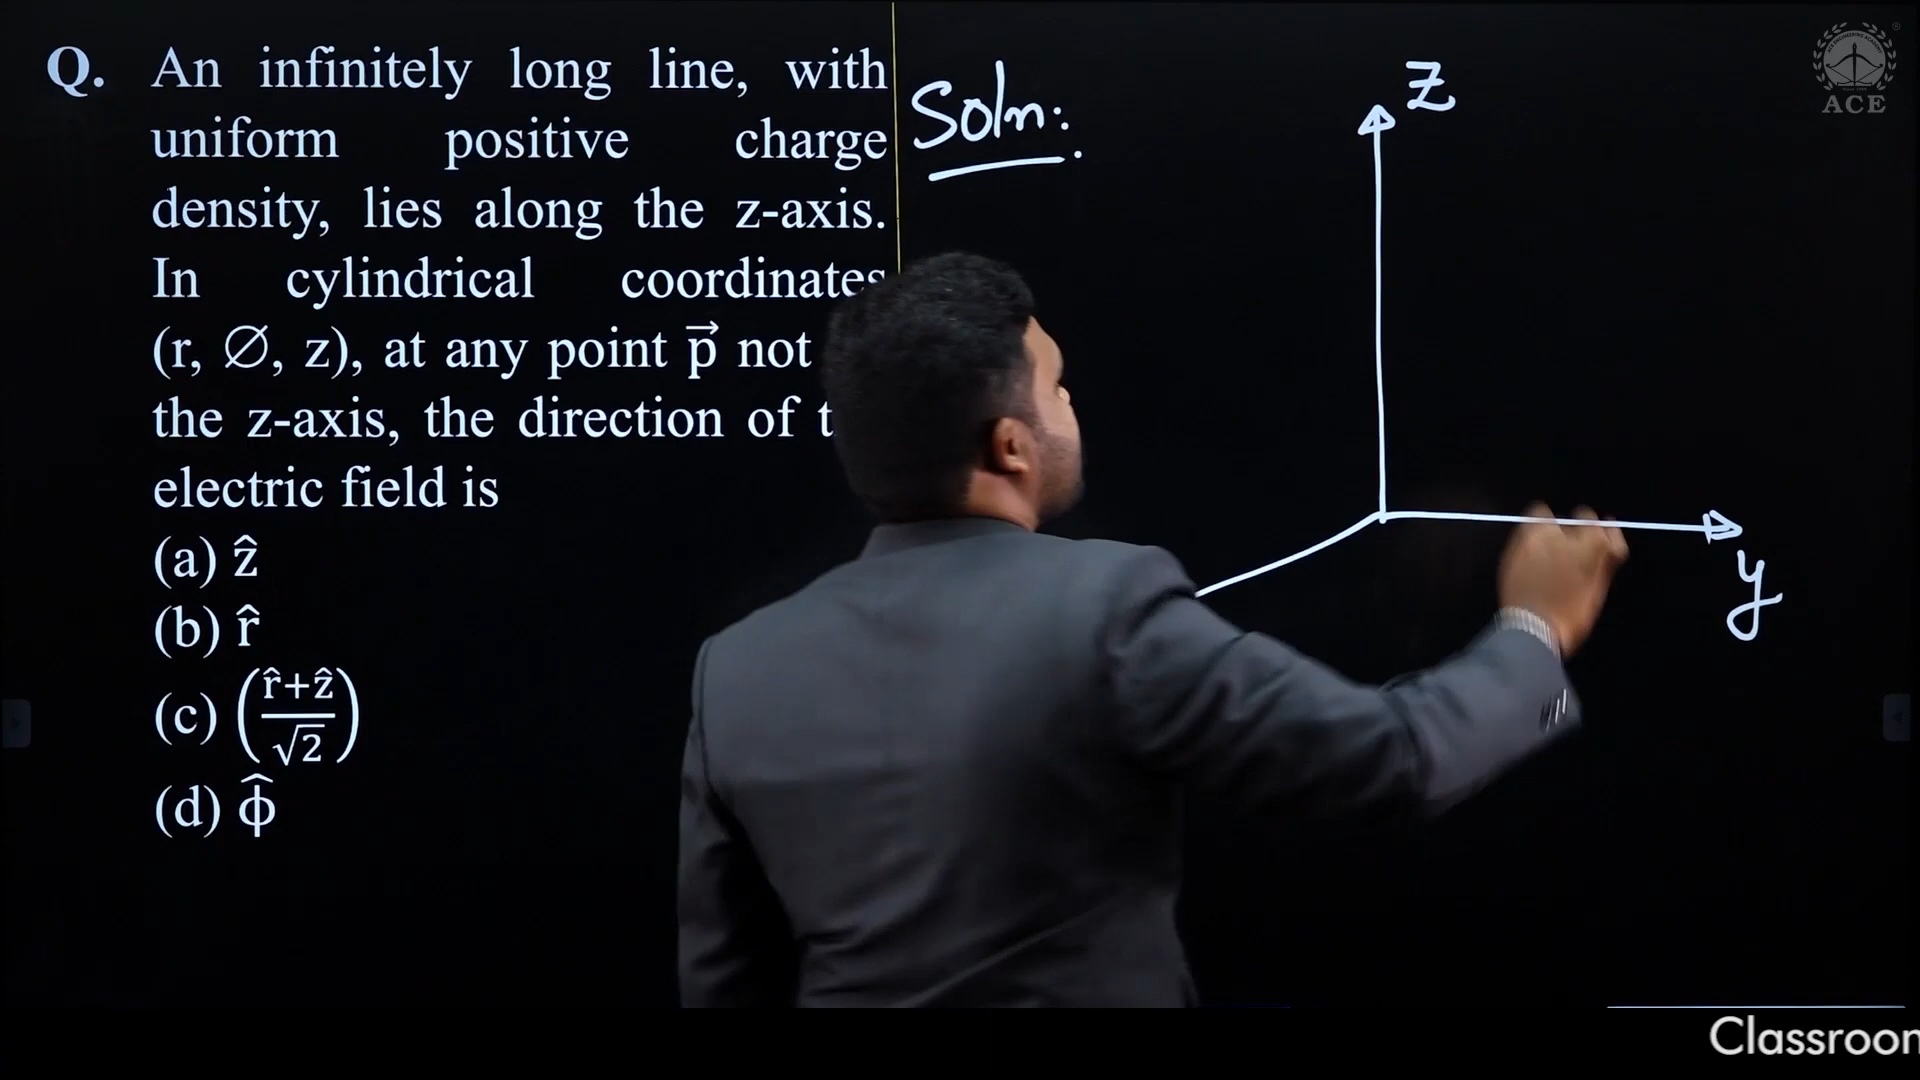 Q. An infinitely long line, with
uniform positive charge
density, lies along the z-axis.
In cylindrical coordinates
(r, ∅, z), at any point p⃗ not
the z-axis, the direction of t
electric field is
(a) ẑ
(b) r̂
(c) (r̂+ẑ/√2)
(d) ϕ̂
Soln:
z
y
ACE
Classroom